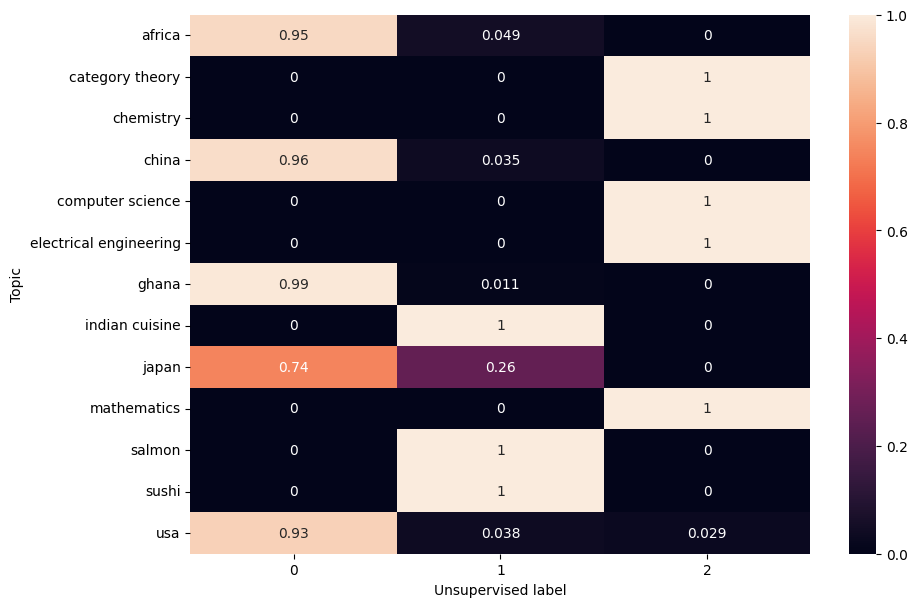 africa 0.95 0.049 0
category theory 0 0 1
chemistry 0 0 1
china 0.96 0.035 0
computer science 0 0 1
electrical engineering 0 0 1
ghana 0.99 0.011 0
indian cuisine 0 1 0
japan 0.74 0.26 0
mathematics 0 0 1
salmon 0 1 0
sushi 0 1 0
usa 0.93 0.038 0.029
0 1 2
Unsupervised label
Topic
1.0
0.8
0.6
0.4
0.2
0.0